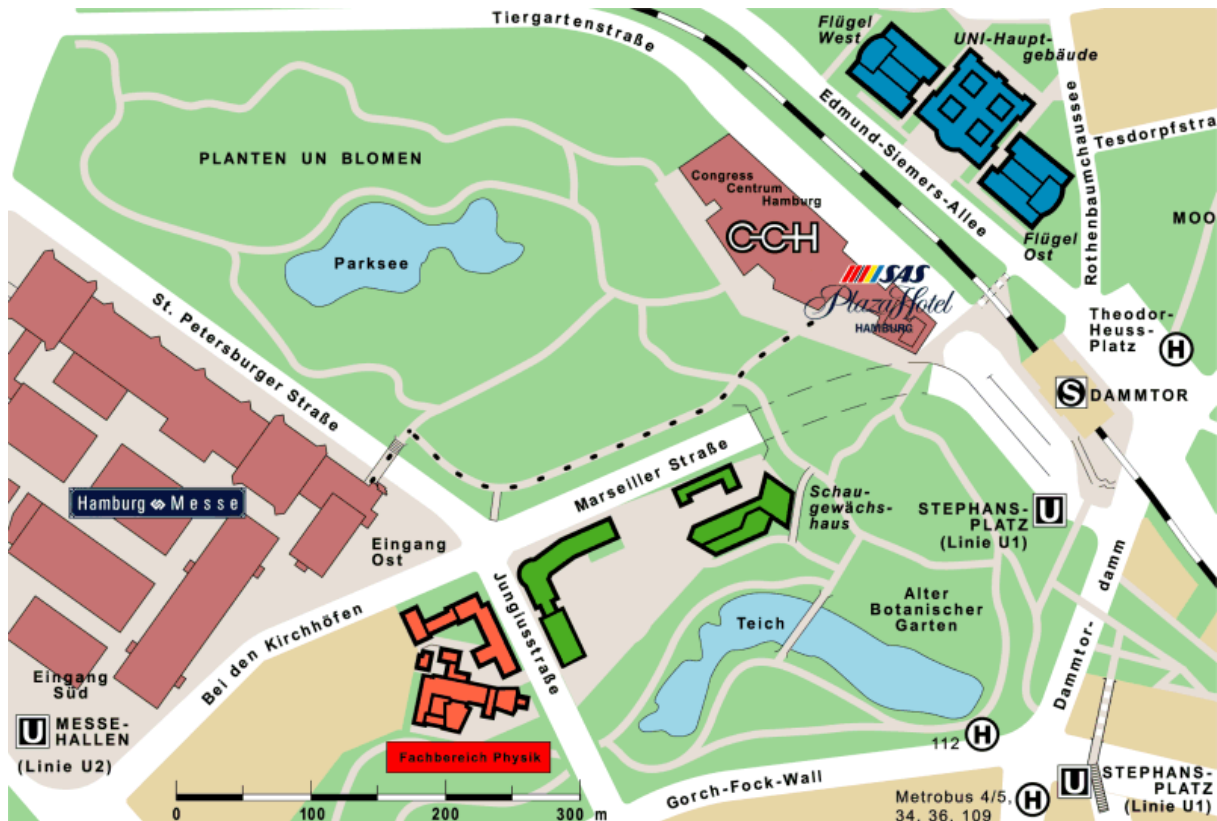 Tiergartenstraße
Flügel
West
UNI-Haupt-
gebäude
Edmund-Siemers-Allee
Rothenbaumchaussee
Tesdorpfstra
PLANTEN UN BLOMEN
Congress
Centrum
Hamburg
CCH
Flügel
Ost
MOO
Parksee
SAS
Plaza Hotel
HAMBURG
Theodor-
Heuss-
Platz
H
St. Petersburger Straße
S
DAMMTOR
Marseiller Straße
Hamburg Messe
Schau-
gewächs-
haus
STEPHANS-
PLATZ
(Linie U1)
U
Eingang
Ost
Jungiusstraße
Dammtor-
damm
Bei den Kirchhöfen
Teich
Alter
Botanischer
Garten
Eingang
Süd
U
MESSE-
HALLEN
(Linie U2)
Fachbereich Physik
112
H
Gorch-Fock-Wall
Metrobus 4/5,
34, 36, 109
H
U
STEPHANS-
PLATZ
(Linie U1)
0 100 200 300 m